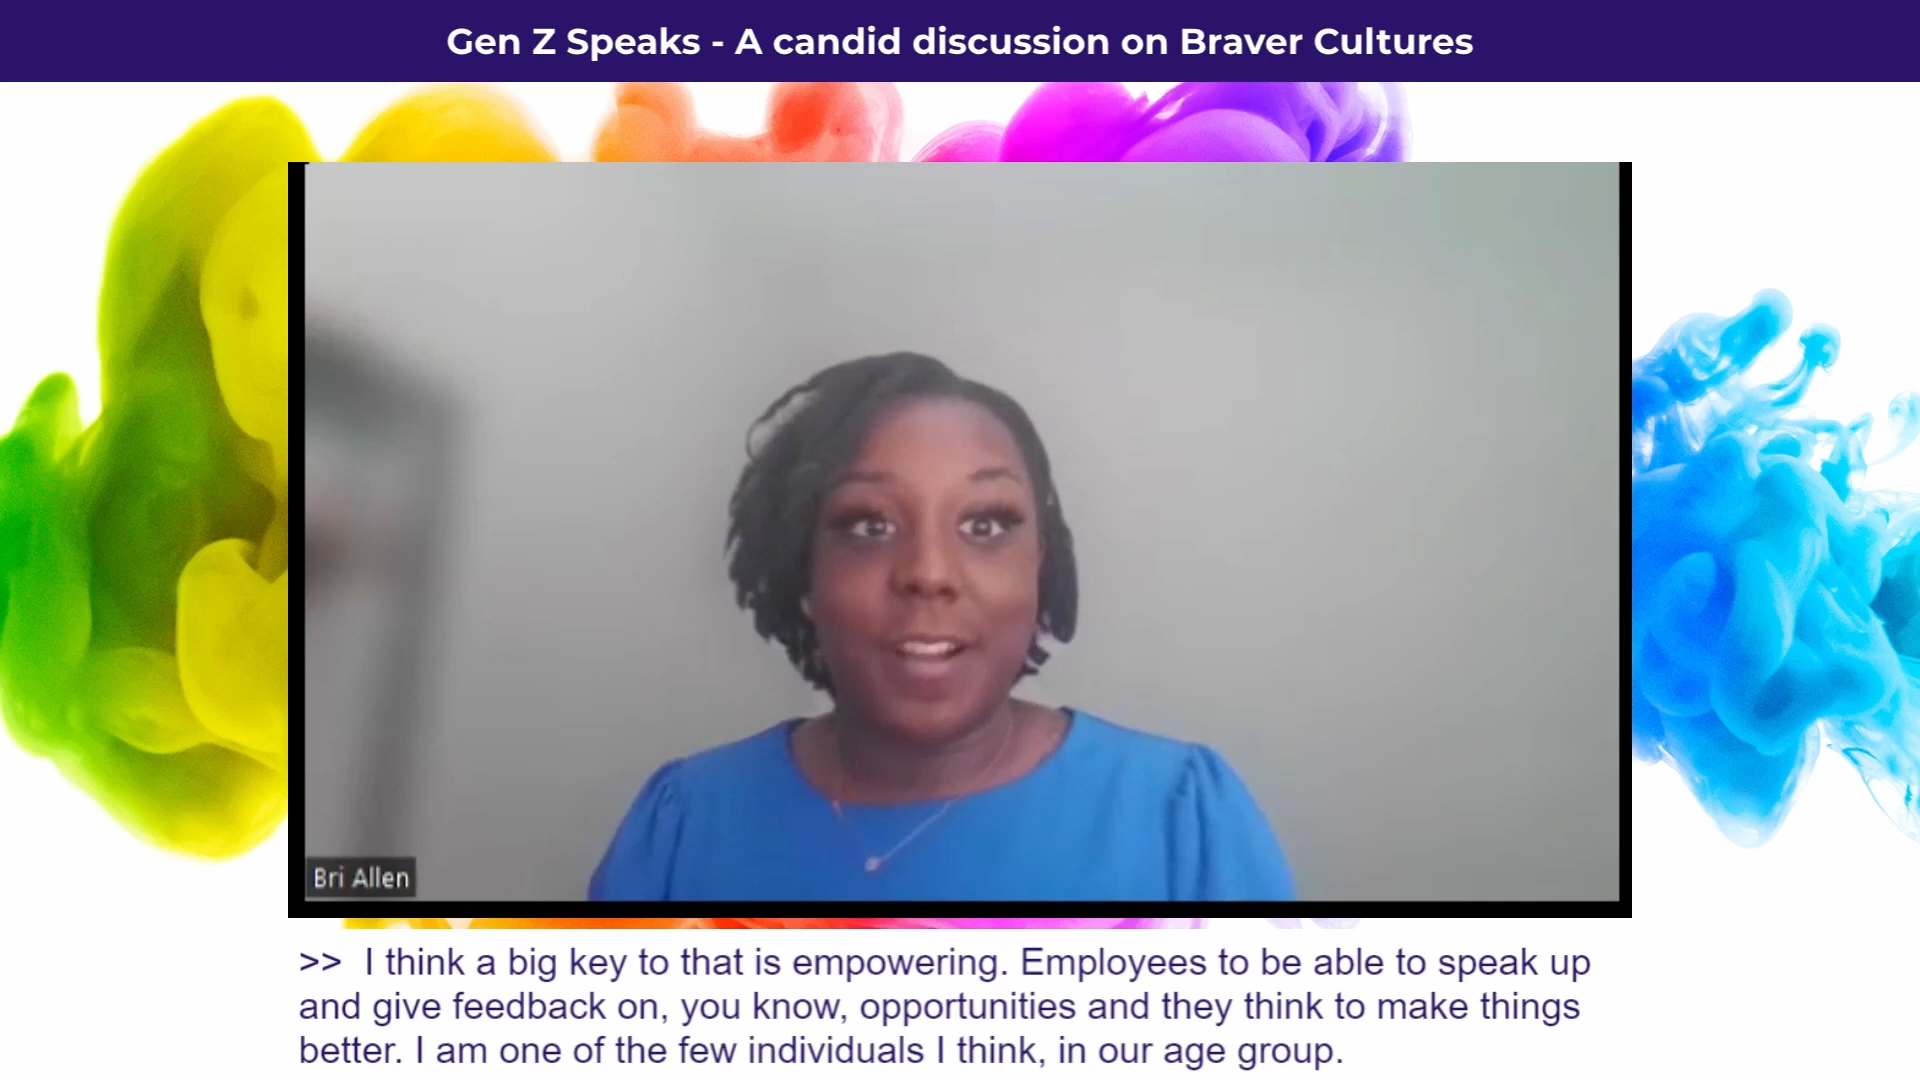 Gen Z Speaks - A candid discussion on Braver Cultures
Bri Allen
>> I think a big key to that is empowering. Employees to be able to speak up
and give feedback on, you know, opportunities and they think to make things
better. I am one of the few individuals I think, in our age group.